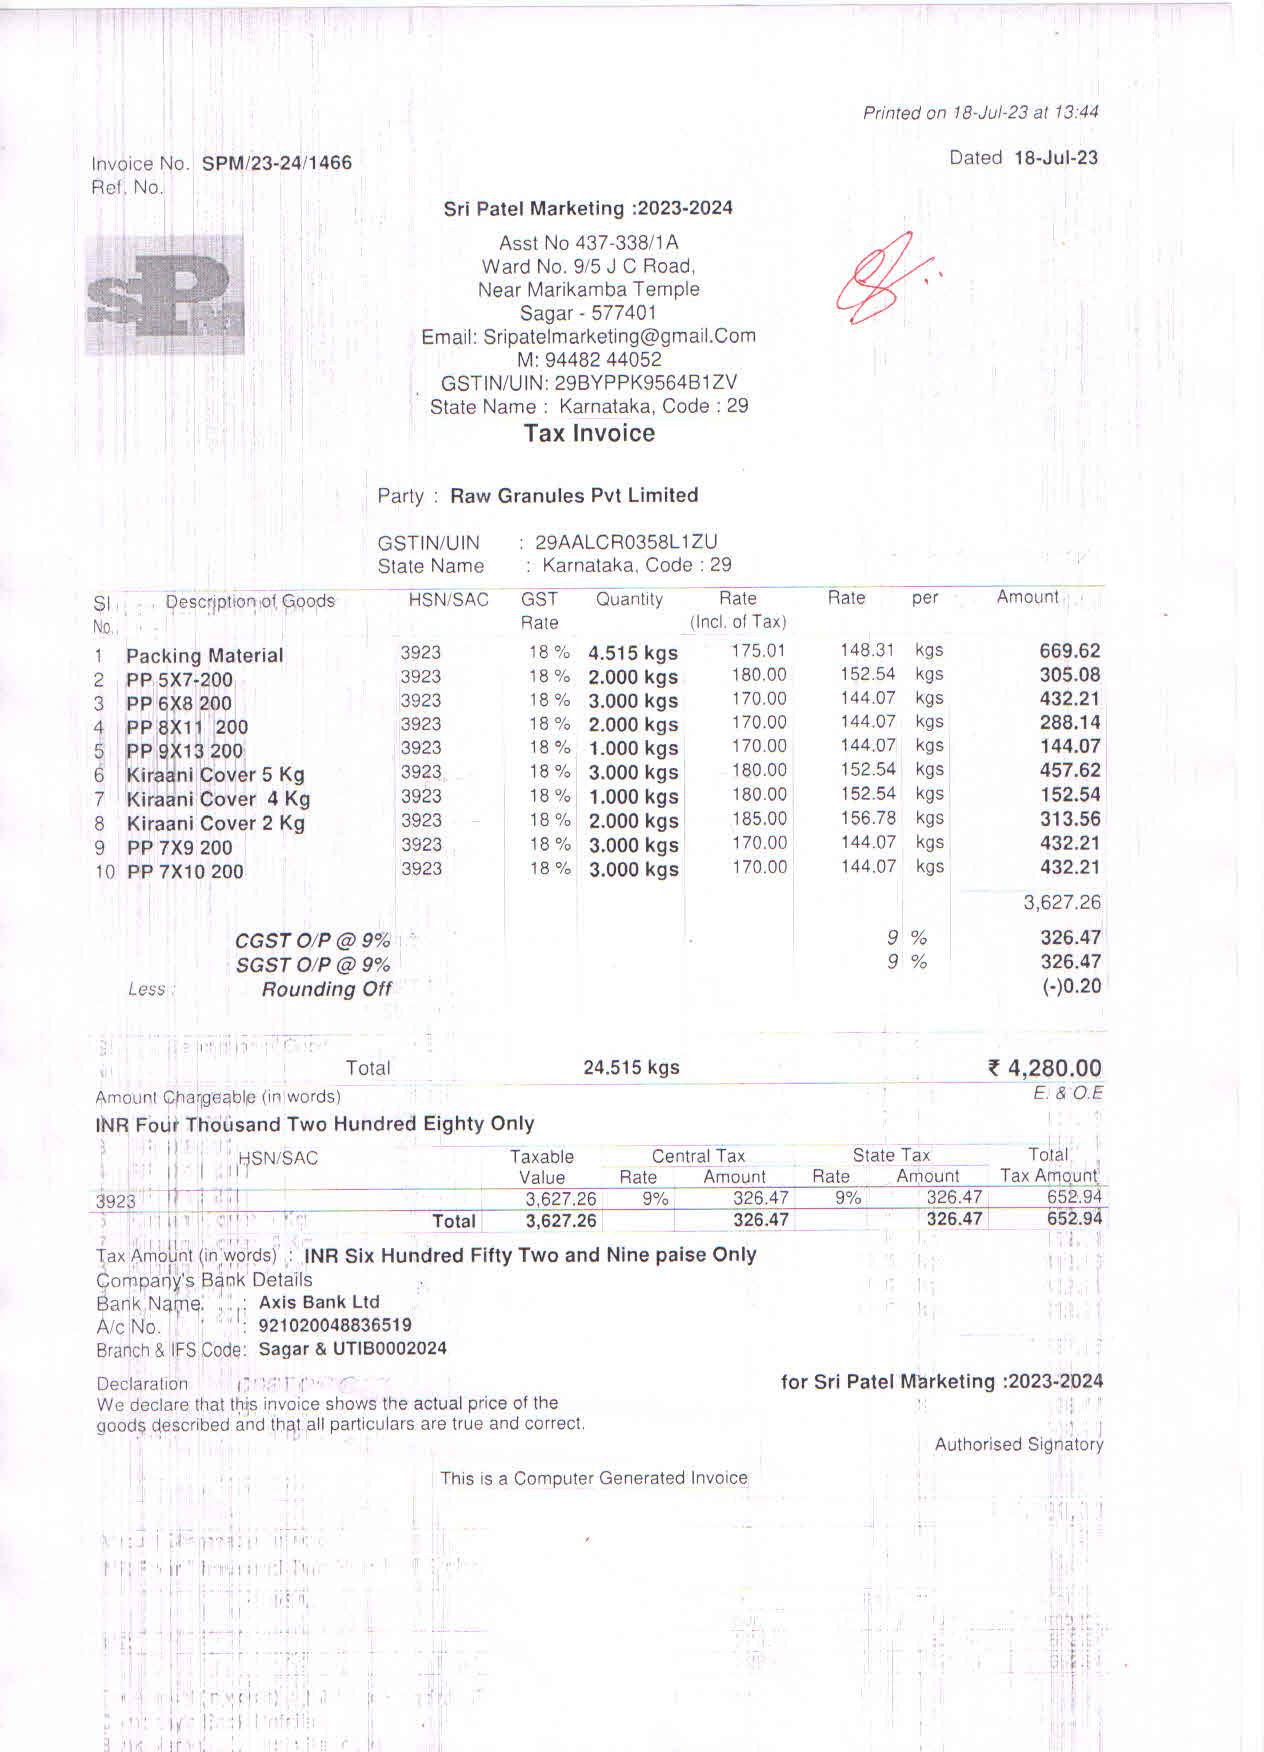 Printed on 18-Jul-23 at 13:44
Invoice No. SPM/23-24/1466
Dated 18-Jul-23
Ref. No.
Sri Patel Marketing :2023-2024
SPM
Asst No 437-338/1A
Ward No. 9/5 J C Road,
Near Marikamba Temple
Sagar - 577401
Email: Sripatelmarketing@gmail.Com
M: 94482 44052
GSTIN/UIN: 29BYPPK9564B1ZV
State Name : Karnataka, Code : 29
Tax Invoice
Party : Raw Granules Pvt Limited
GSTIN/UIN : 29AALCR0358L1ZU
State Name : Karnataka, Code : 29
Sl Description of Goods HSN/SAC GST Quantity Rate Rate per Amount
No. Rate (Incl. of Tax)
1 Packing Material 3923 18 % 4.515 kgs 175.01 148.31 kgs 669.62
2 PP 5X7-200 3923 18 % 2.000 kgs 180.00 152.54 kgs 305.08
3 PP 6X8 200 3923 18 % 3.000 kgs 170.00 144.07 kgs 432.21
4 PP 8X11 200 3923 18 % 2.000 kgs 170.00 144.07 kgs 288.14
5 PP 9X13 200 3923 18 % 1.000 kgs 170.00 144.07 kgs 144.07
6 Kiraani Cover 5 Kg 3923 18 % 3.000 kgs 180.00 152.54 kgs 457.62
7 Kiraani Cover 4 Kg 3923 18 % 1.000 kgs 180.00 152.54 kgs 152.54
8 Kiraani Cover 2 Kg 3923 18 % 2.000 kgs 185.00 156.78 kgs 313.56
9 PP 7X9 200 3923 18 % 3.000 kgs 170.00 144.07 kgs 432.21
10 PP 7X10 200 3923 18 % 3.000 kgs 170.00 144.07 kgs 432.21
3,627.26
CGST O/P @ 9% 9 % 326.47
SGST O/P @ 9% 9 % 326.47
Less : Rounding Off (-)0.20
Total 24.515 kgs ₹ 4,280.00
Amount Chargeable (in words) E. & O.E
INR Four Thousand Two Hundred Eighty Only
HSN/SAC Taxable Central Tax State Tax Total
Value Rate Amount Rate Amount Tax Amount
3923 3,627.26 9% 326.47 9% 326.47 652.94
Total 3,627.26 326.47 326.47 652.94
Tax Amount (in words) : INR Six Hundred Fifty Two and Nine paise Only
Company's Bank Details
Bank Name : Axis Bank Ltd
A/c No. : 921020048836519
Branch & IFS Code: Sagar & UTIB0002024
Declaration
for Sri Patel Marketing :2023-2024
We declare that this invoice shows the actual price of the
goods described and that all particulars are true and correct.
Authorised Signatory
This is a Computer Generated Invoice